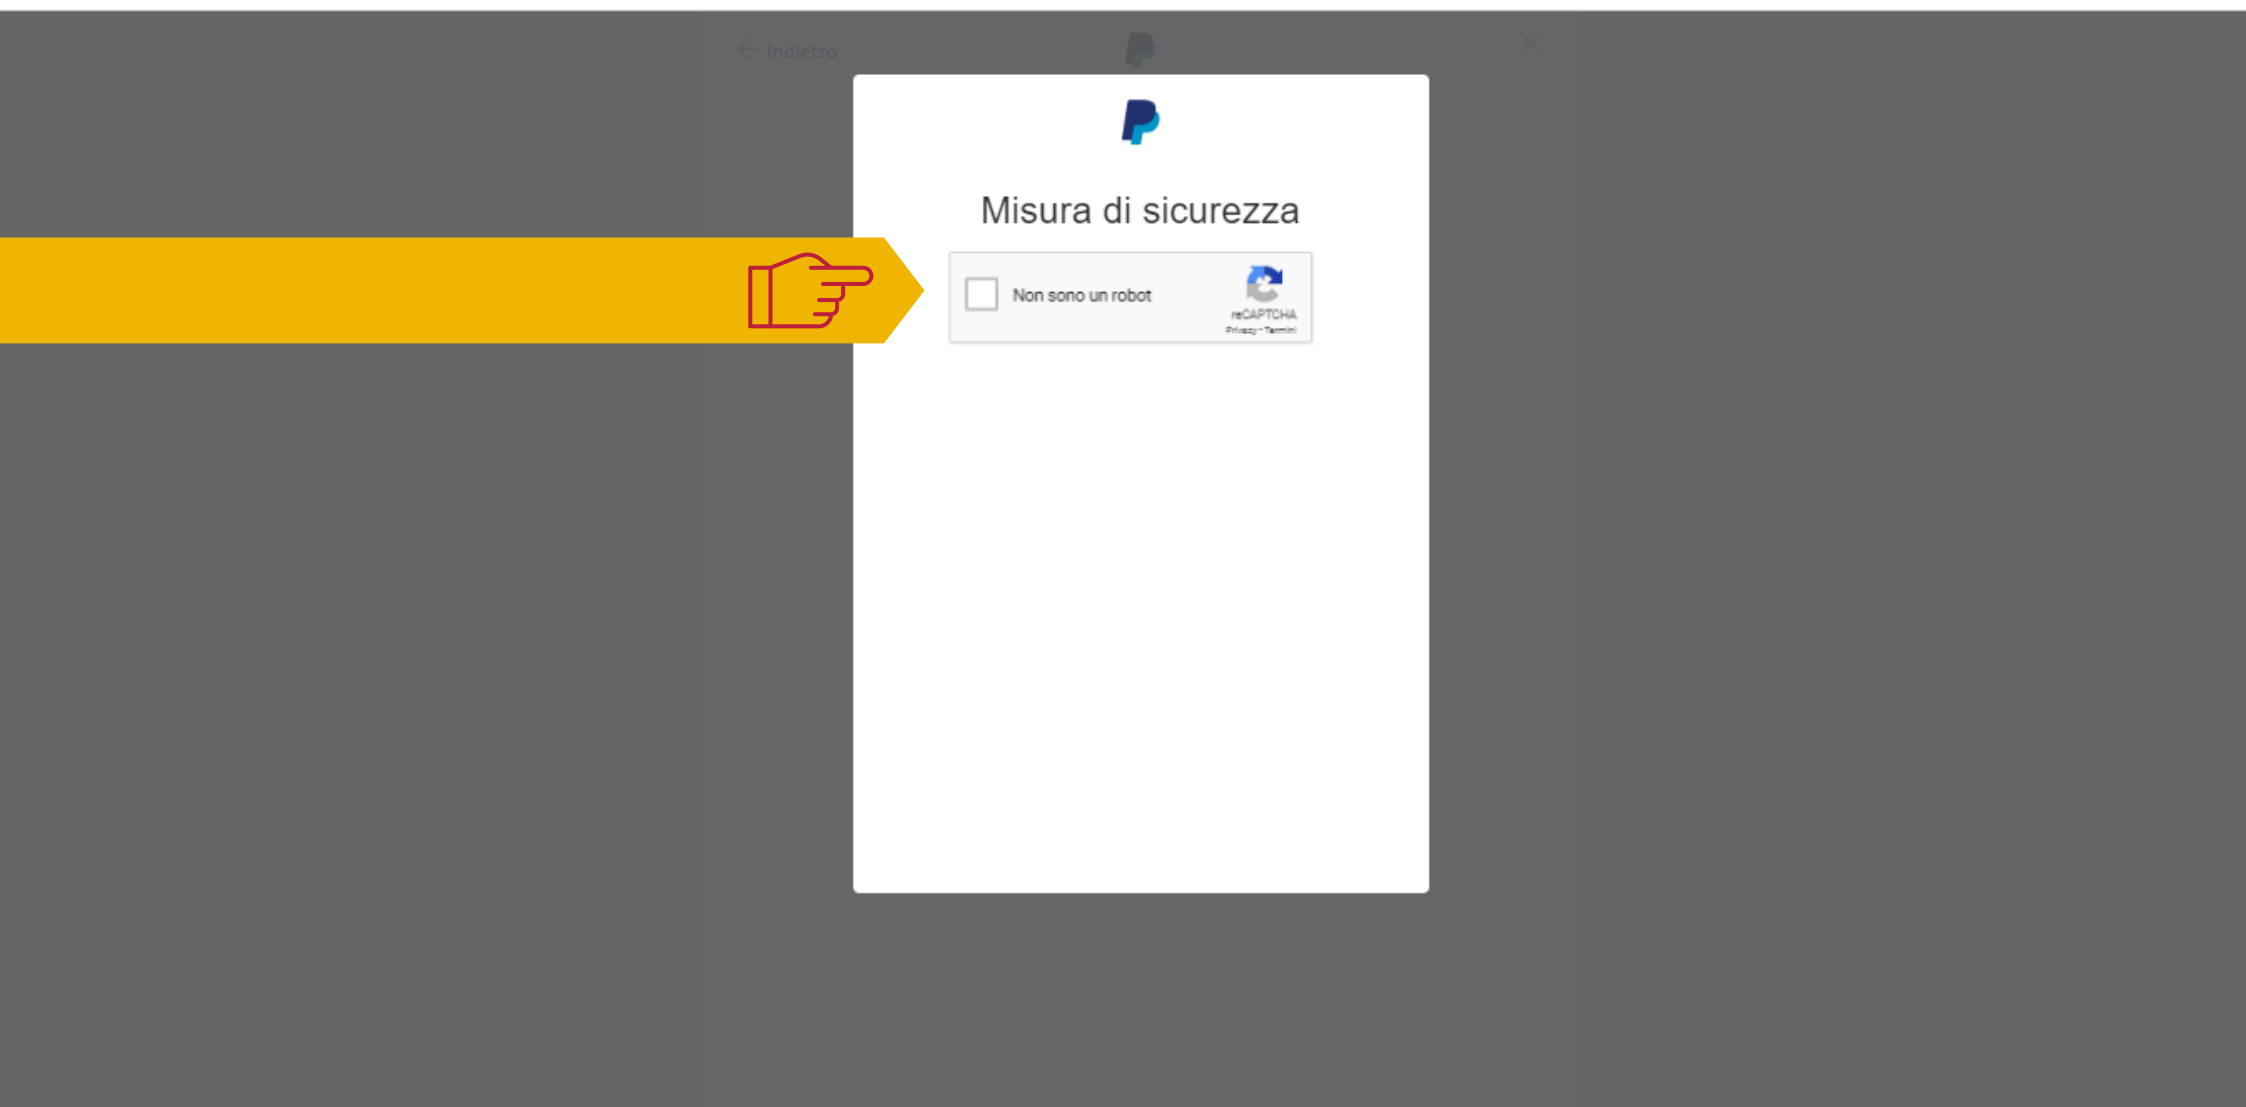 Indietro
Misura di sicurezza
Non sono un robot
reCAPTCHA
Privacy - Termini